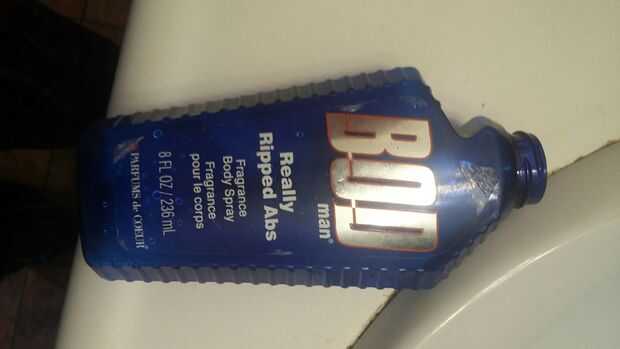 BOD
man®
Really
Ripped Abs
Fragrance
Body Spray
Fragrance
pour le corps
8 FL OZ / 236 mL
PARFUMS de COEUR®